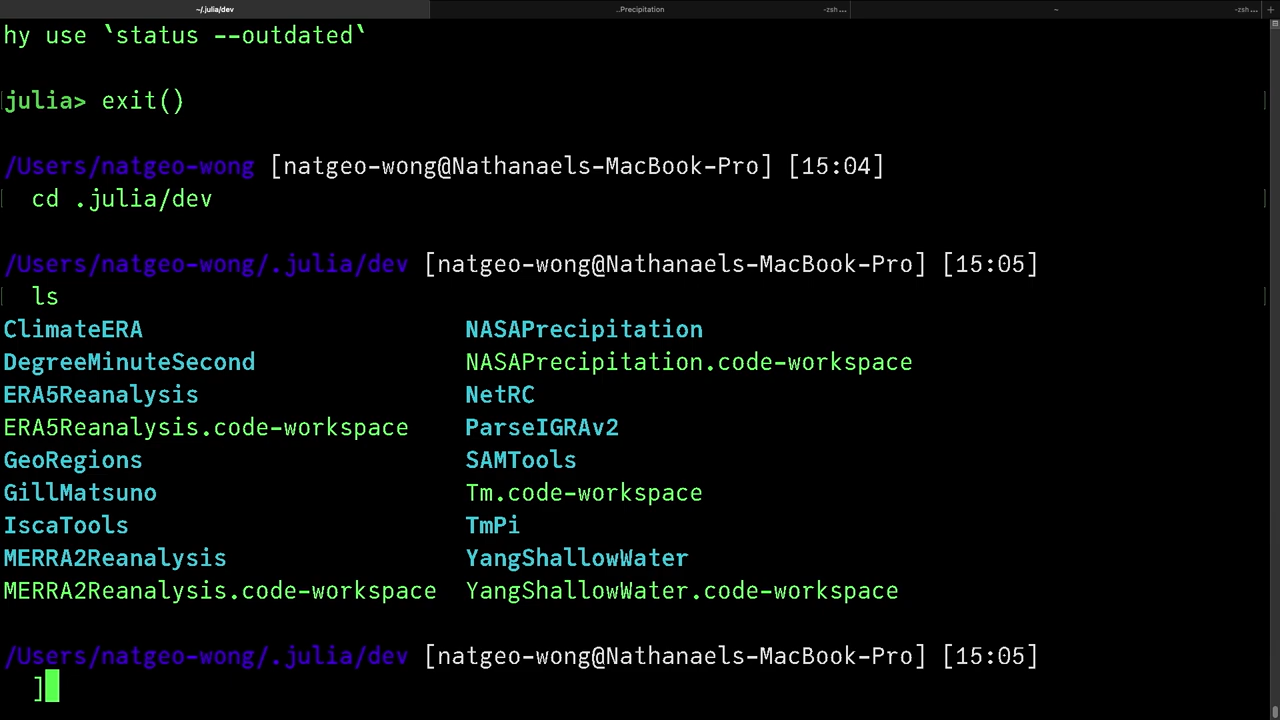 ~/.julia/dev
..Precipitation
-zsh ...
~
-zsh ...
hy use `status --outdated`
julia> exit()
/Users/natgeo-wong [natgeo-wong@Nathanaels-MacBook-Pro] [15:04]
cd .julia/dev
/Users/natgeo-wong/.julia/dev [natgeo-wong@Nathanaels-MacBook-Pro] [15:05]
ls
ClimateERA NASAPrecipitation
DegreeMinuteSecond NASAPrecipitation.code-workspace
ERA5Reanalysis NetRC
ERA5Reanalysis.code-workspace ParseIGRAv2
GeoRegions SAMTools
GillMatsuno Tm.code-workspace
IscaTools TmPi
MERRA2Reanalysis YangShallowWater
MERRA2Reanalysis.code-workspace YangShallowWater.code-workspace
/Users/natgeo-wong/.julia/dev [natgeo-wong@Nathanaels-MacBook-Pro] [15:05]
]